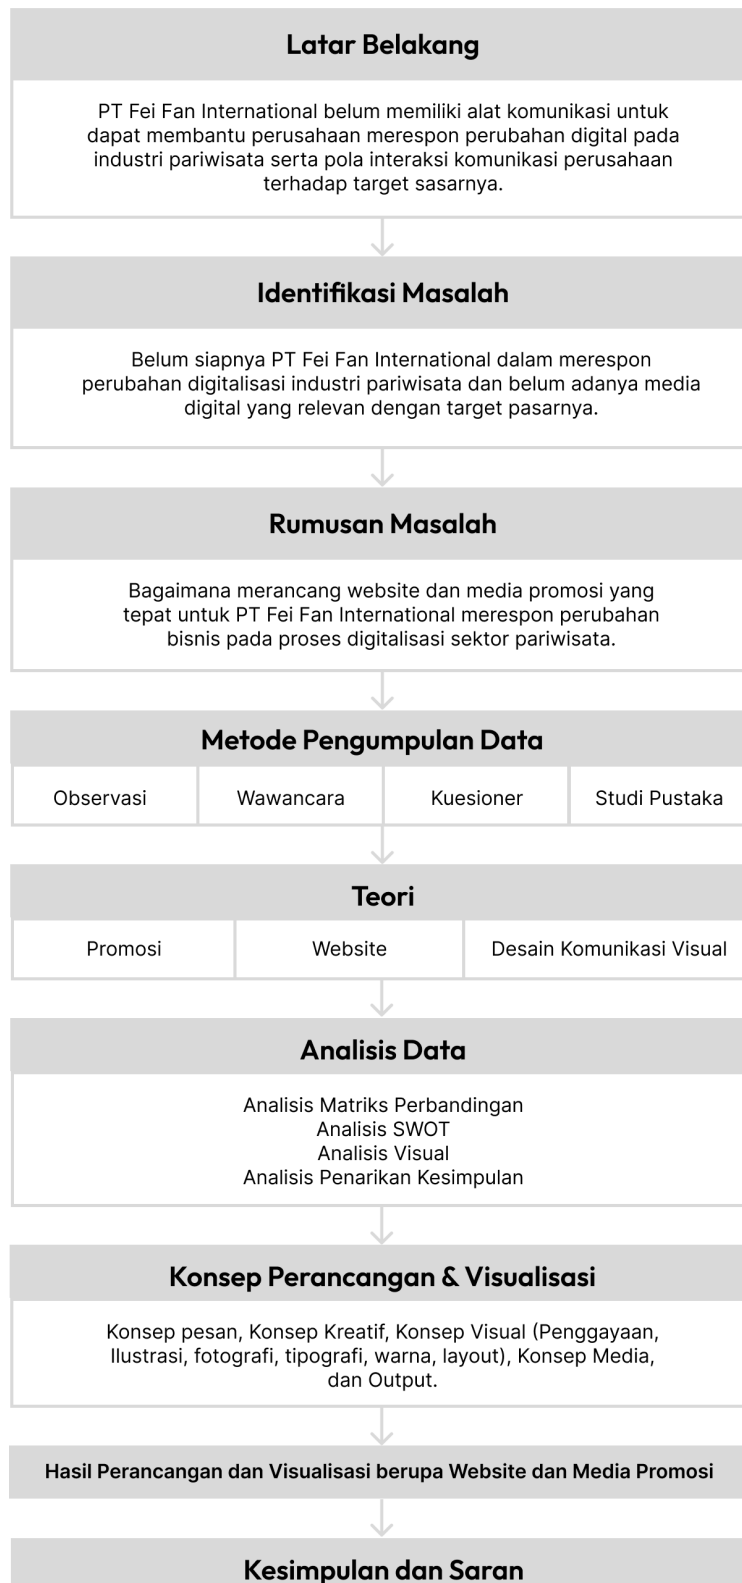 Latar Belakang
PT Fei Fan International belum memiliki alat komunikasi untuk
dapat membantu perusahaan merespon perubahan digital pada
industri pariwisata serta pola interaksi komunikasi perusahaan
terhadap target sasarnya.
Identifikasi Masalah
Belum siapnya PT Fei Fan International dalam merespon
perubahan digitalisasi industri pariwisata dan belum adanya media
digital yang relevan dengan target pasarnya.
Rumusan Masalah
Bagaimana merancang website dan media promosi yang
tepat untuk PT Fei Fan International merespon perubahan
bisnis pada proses digitalisasi sektor pariwisata.
Metode Pengumpulan Data
Observasi Wawancara Kuesioner Studi Pustaka
Teori
Promosi Website Desain Komunikasi Visual
Analisis Data
Analisis Matriks Perbandingan
Analisis SWOT
Analisis Visual
Analisis Penarikan Kesimpulan
Konsep Perancangan & Visualisasi
Konsep pesan, Konsep Kreatif, Konsep Visual (Penggayaan,
Ilustrasi, fotografi, tipografi, warna, layout), Konsep Media,
dan Output.
Hasil Perancangan dan Visualisasi berupa Website dan Media Promosi
Kesimpulan dan Saran